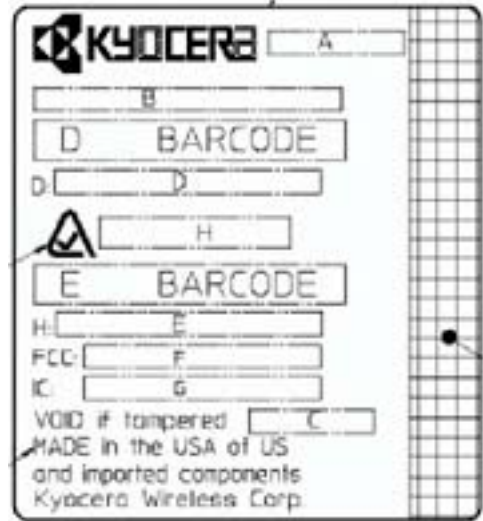 KYOCERA A
B
D BARCODE
D: D
H
E BARCODE
H: E
FCC: F
IC: G
VOID if tampered C
MADE in the USA of US
and imported components
Kyocera Wireless Corp.